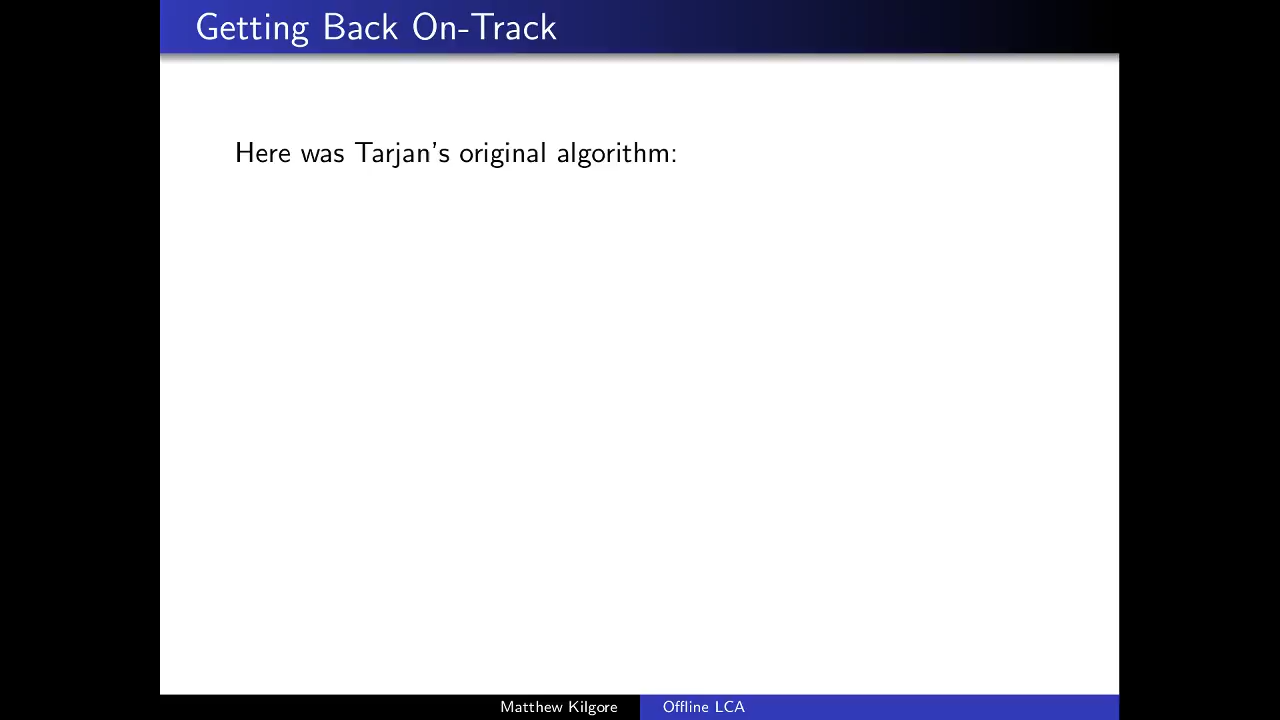 Getting Back On-Track
Here was Tarjan's original algorithm:
Matthew Kilgore
Offline LCA